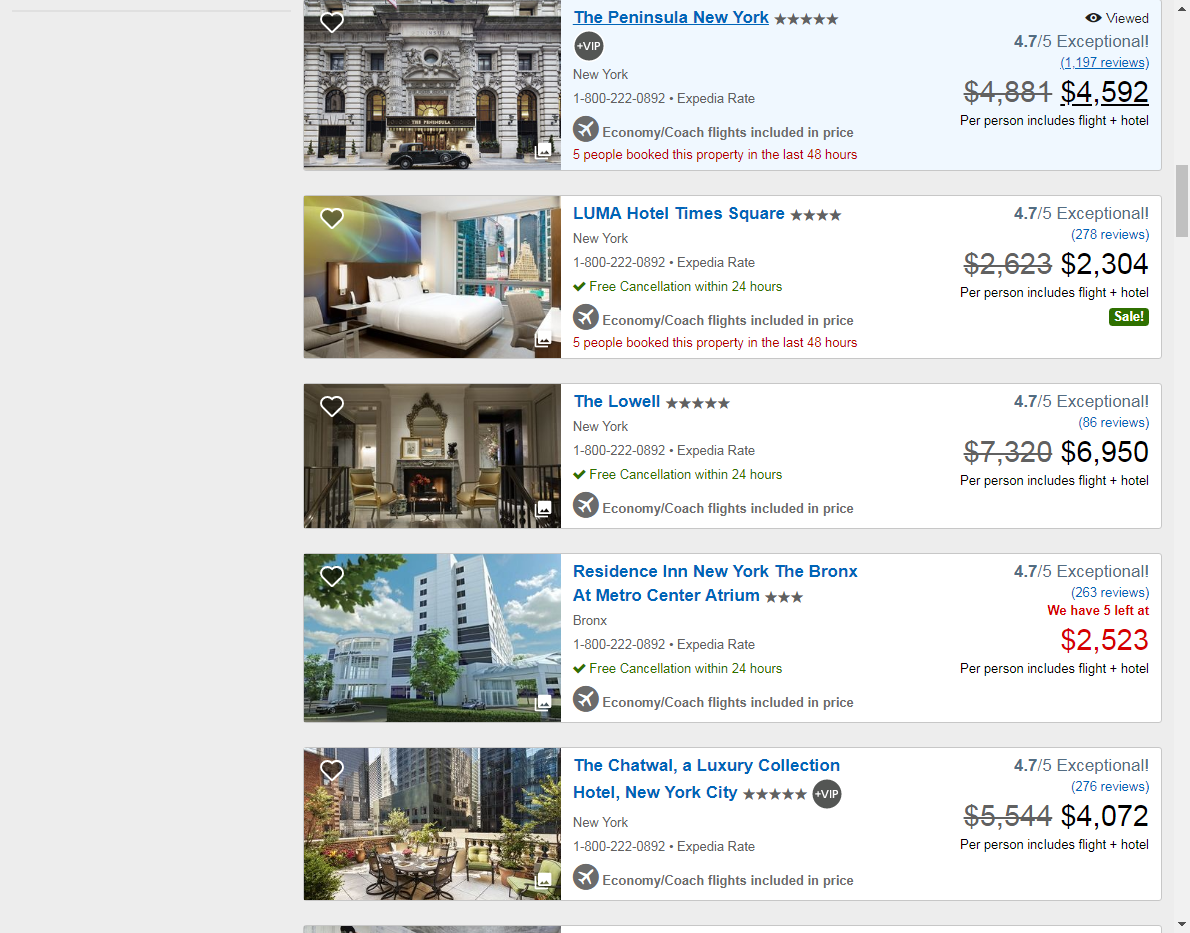 The Peninsula New York
Viewed
+VIP
4.7/5 Exceptional!
(1,197 reviews)
New York
$4,881 $4,592
1-800-222-0892 • Expedia Rate
Per person includes flight + hotel
Economy/Coach flights included in price
5 people booked this property in the last 48 hours
THE PENINSULA
LUMA Hotel Times Square
4.7/5 Exceptional!
New York
(278 reviews)
1-800-222-0892 • Expedia Rate
$2,623 $2,304
Free Cancellation within 24 hours
Per person includes flight + hotel
Economy/Coach flights included in price
Sale!
5 people booked this property in the last 48 hours
The Lowell
4.7/5 Exceptional!
New York
(86 reviews)
1-800-222-0892 • Expedia Rate
$7,320 $6,950
Free Cancellation within 24 hours
Per person includes flight + hotel
Economy/Coach flights included in price
Residence Inn New York The Bronx
At Metro Center Atrium
4.7/5 Exceptional!
(263 reviews)
We have 5 left at
Bronx
$2,523
1-800-222-0892 • Expedia Rate
Free Cancellation within 24 hours
Per person includes flight + hotel
Economy/Coach flights included in price
The Chatwal, a Luxury Collection
Hotel, New York City
+VIP
4.7/5 Exceptional!
(276 reviews)
New York
$5,544 $4,072
1-800-222-0892 • Expedia Rate
Per person includes flight + hotel
Economy/Coach flights included in price